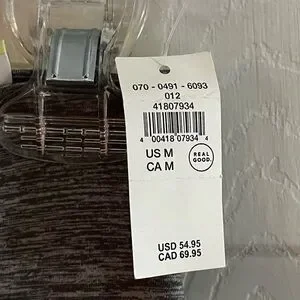 070 - 0491 - 6093
012
41807934
4 00418 07934 4
US M
CA M
REAL
GOOD.
USD 54.95
CAD 69.95